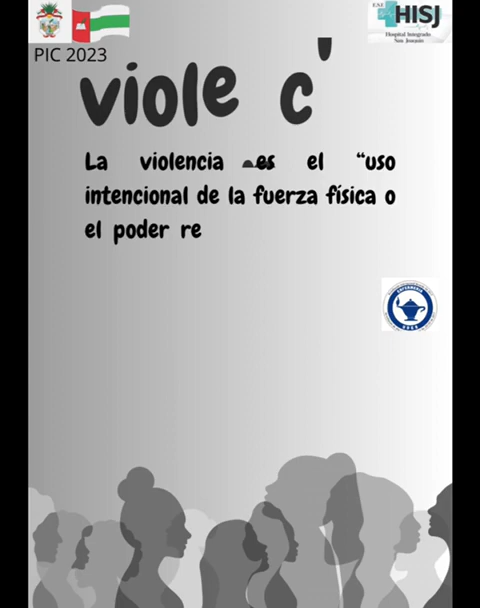 E.S.E
HISJ
Hospital Integrado
San Joaquín
PIC 2023
viole c'
La violencia es el “uso
intencional de la fuerza física o
el poder re
ENFERMERÍA